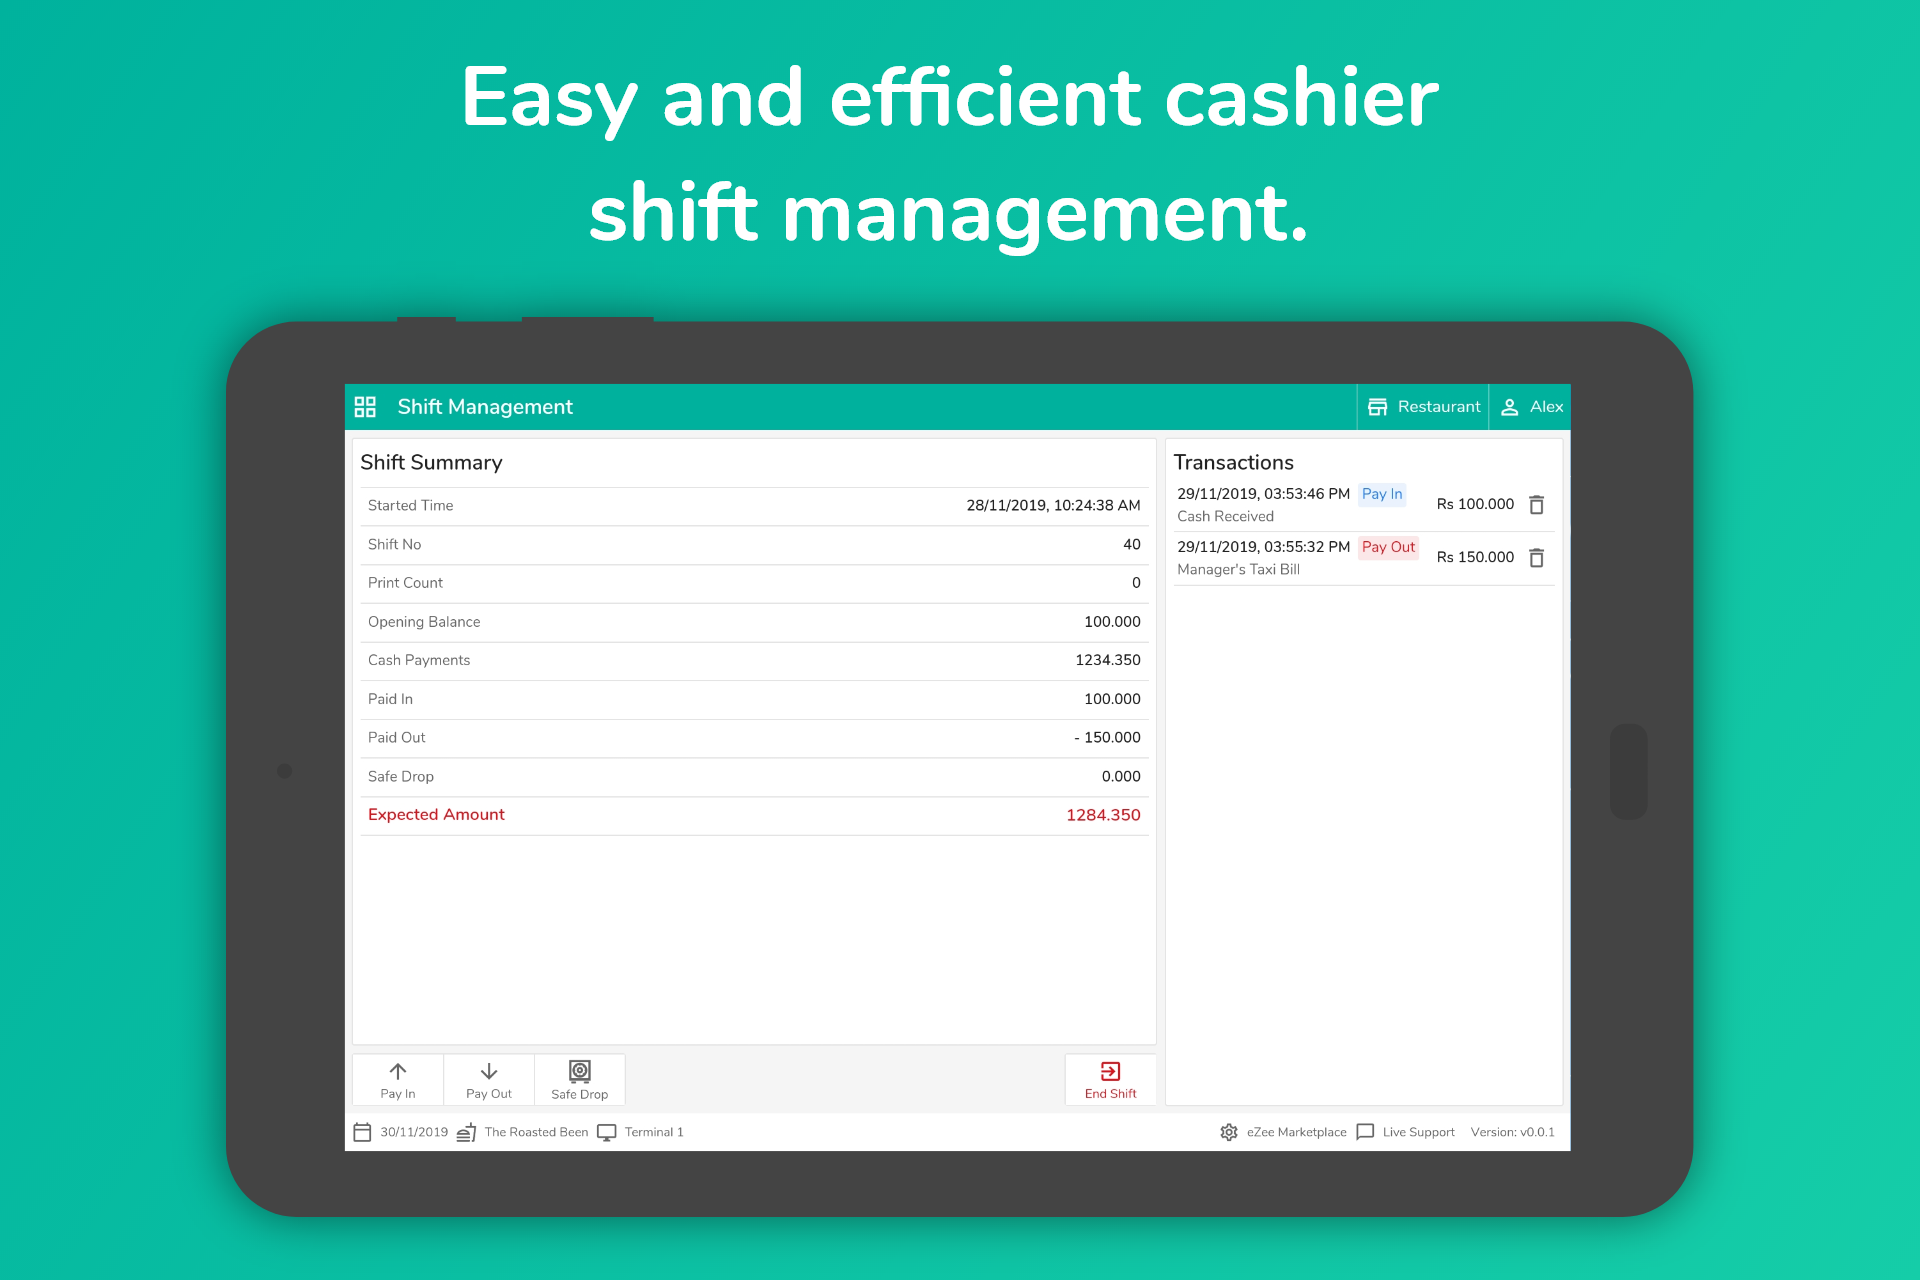 Easy and efficient cashier
shift management.
Shift Management
Restaurant
Alex
Shift Summary
Started Time 28/11/2019, 10:24:38 AM
Shift No 40
Print Count 0
Opening Balance 100.000
Cash Payments 1234.350
Paid In 100.000
Paid Out - 150.000
Safe Drop 0.000
Expected Amount 1284.350
Transactions
29/11/2019, 03:53:46 PM Pay In Rs 100.000
Cash Received
29/11/2019, 03:55:32 PM Pay Out Rs 150.000
Manager's Taxi Bill
Pay In
Pay Out
Safe Drop
End Shift
30/11/2019 The Roasted Been Terminal 1 eZee Marketplace Live Support Version: v0.0.1